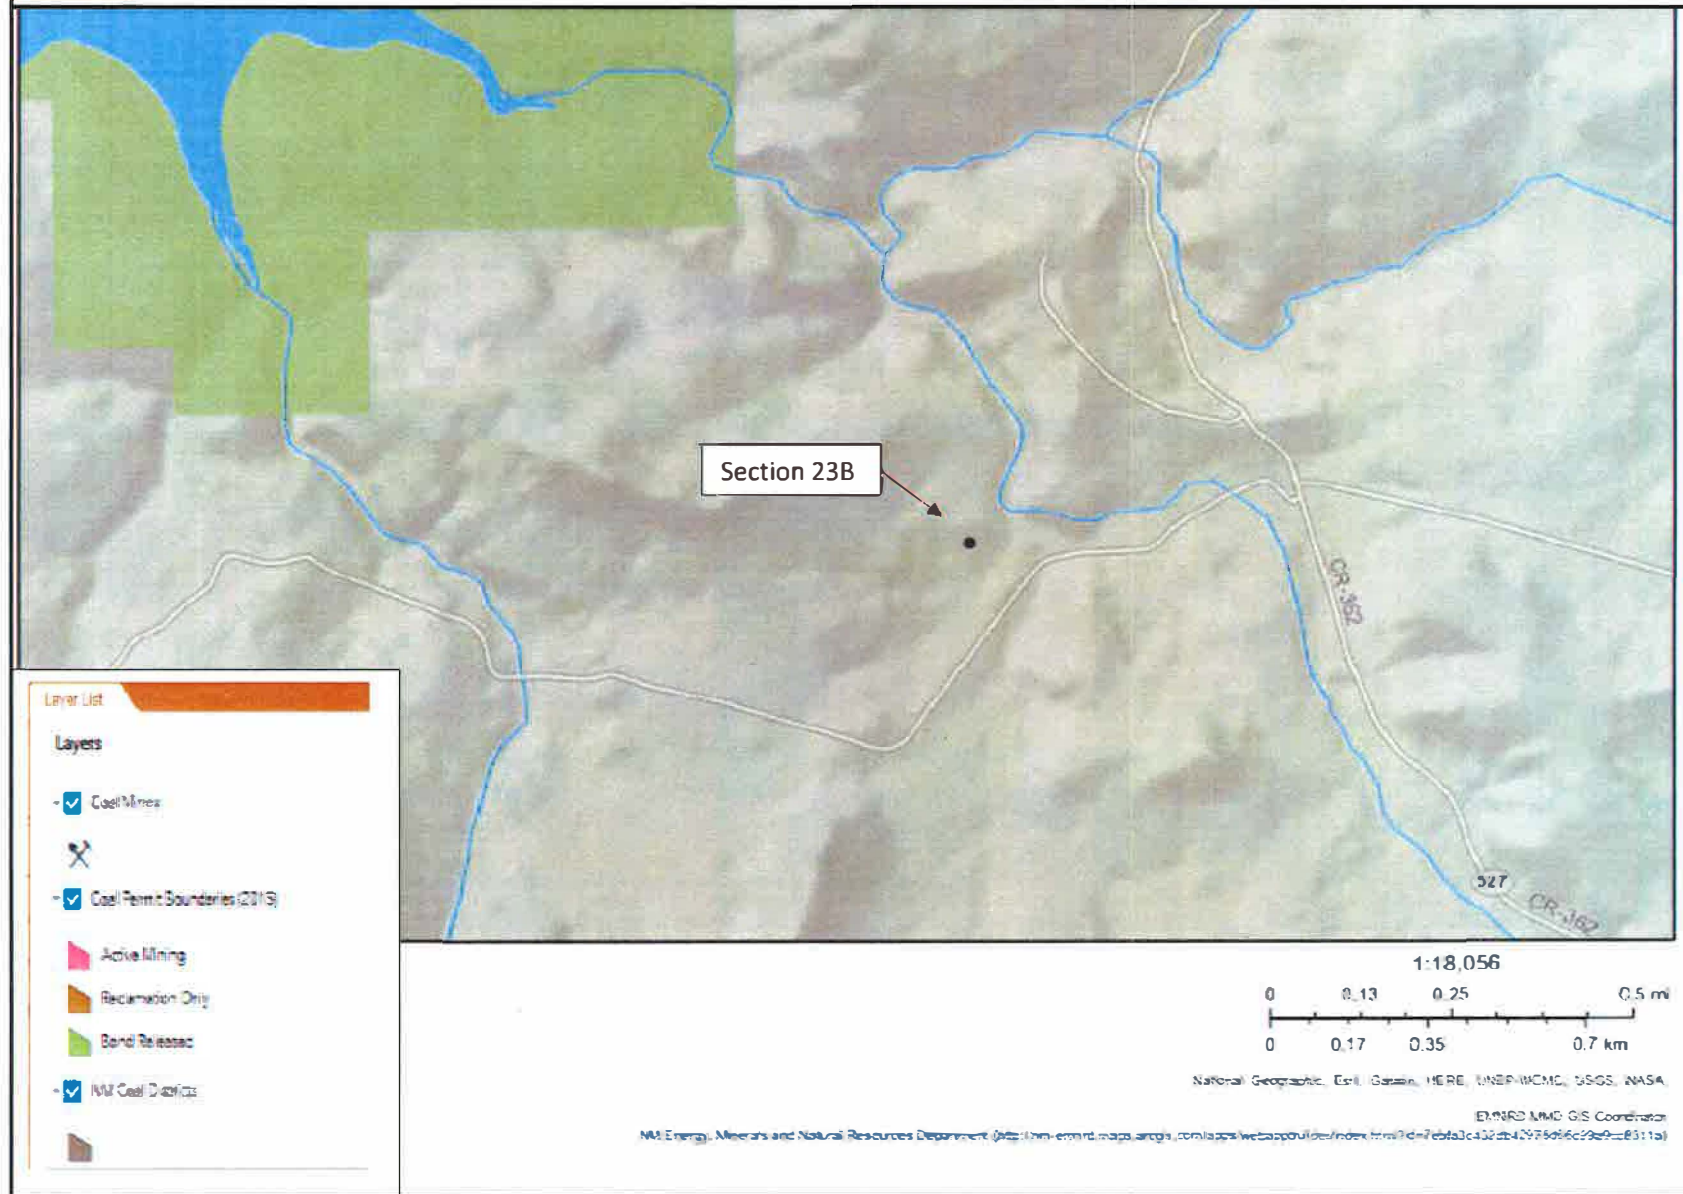 Section 23B
CR-362
527
CR-362
Layer List
Layers
Coal Mines
Coal Permit Boundaries (2015)
Active Mining
Reclamation Only
Bond Released
NM Coal Districts
1:18,056
0 0.13 0.25 0.5 mi
0 0.17 0.35 0.7 km
National Geographic, Esri, Garmin, HERE, UNEP-WCMC, USGS, NASA,
EMNRD MMD GIS Coordinator
NM Energy, Minerals and Natural Resources Department